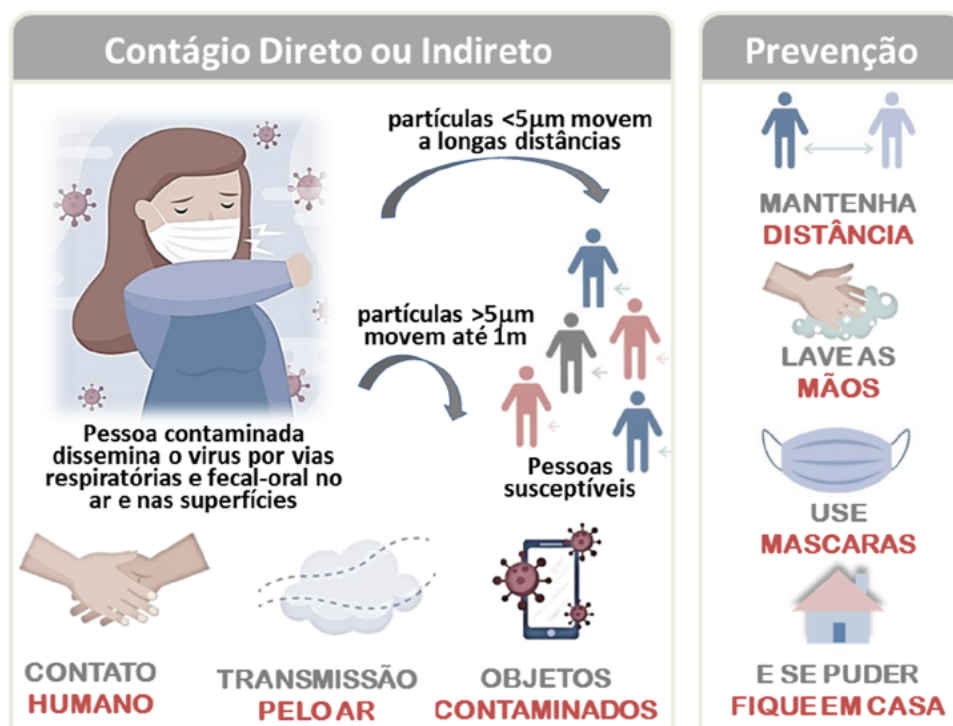 Contágio Direto ou Indireto
partículas <5µm movem
a longas distâncias
partículas >5µm
movem até 1m
Pessoa contaminada
dissemina o virus por vias
respiratórias e fecal-oral no
ar e nas superfícies
Pessoas
susceptíveis
CONTATO
HUMANO
TRANSMISSÃO
PELO AR
OBJETOS
CONTAMINADOS
Prevenção
MANTENHA
DISTÂNCIA
LAVE AS
MÃOS
USE
MASCARAS
E SE PUDER
FIQUE EM CASA